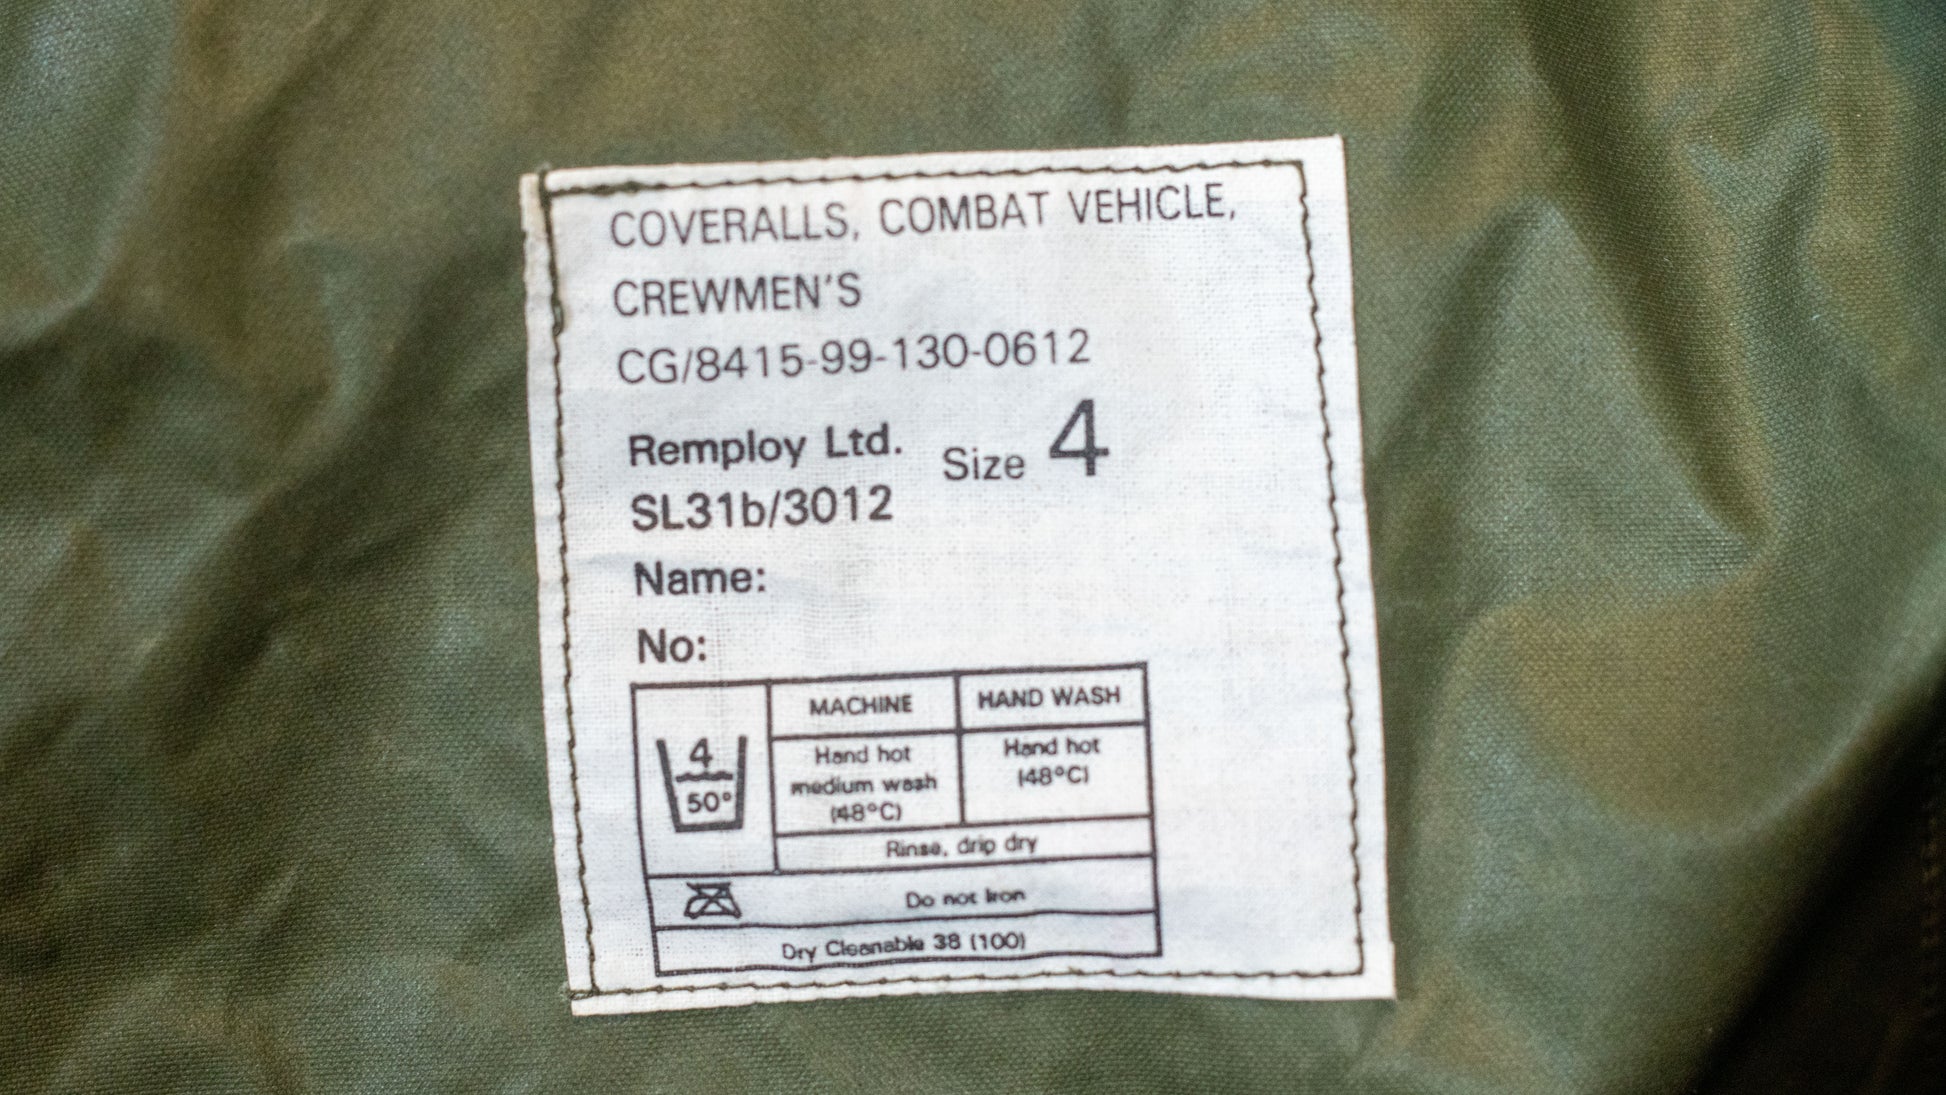 COVERALLS, COMBAT VEHICLE,
CREWMEN'S
CG/8415-99-130-0612
Remploy Ltd. Size 4
SL31b/3012
Name:
No:
MACHINE HAND WASH
4
50°
Hand hot
medium wash
(48°C)
Hand hot
(48°C)
Rinse, drip dry
Do not Iron
Dry Cleanable 38 (100)